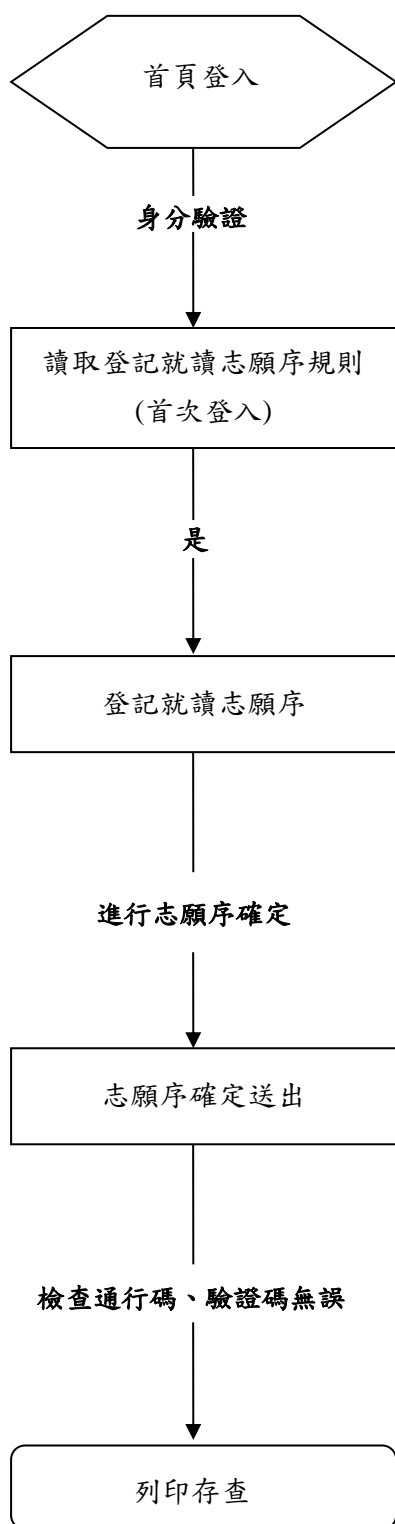 首頁登入
身分驗證
讀取登記就讀志願序規則
(首次登入)
是
登記就讀志願序
進行志願序確定
志願序確定送出
檢查通行碼、驗證碼無誤
列印存查